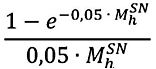 1 − e^{−0,05 · M_h^{SN}}
0,05 · M_h^{SN}